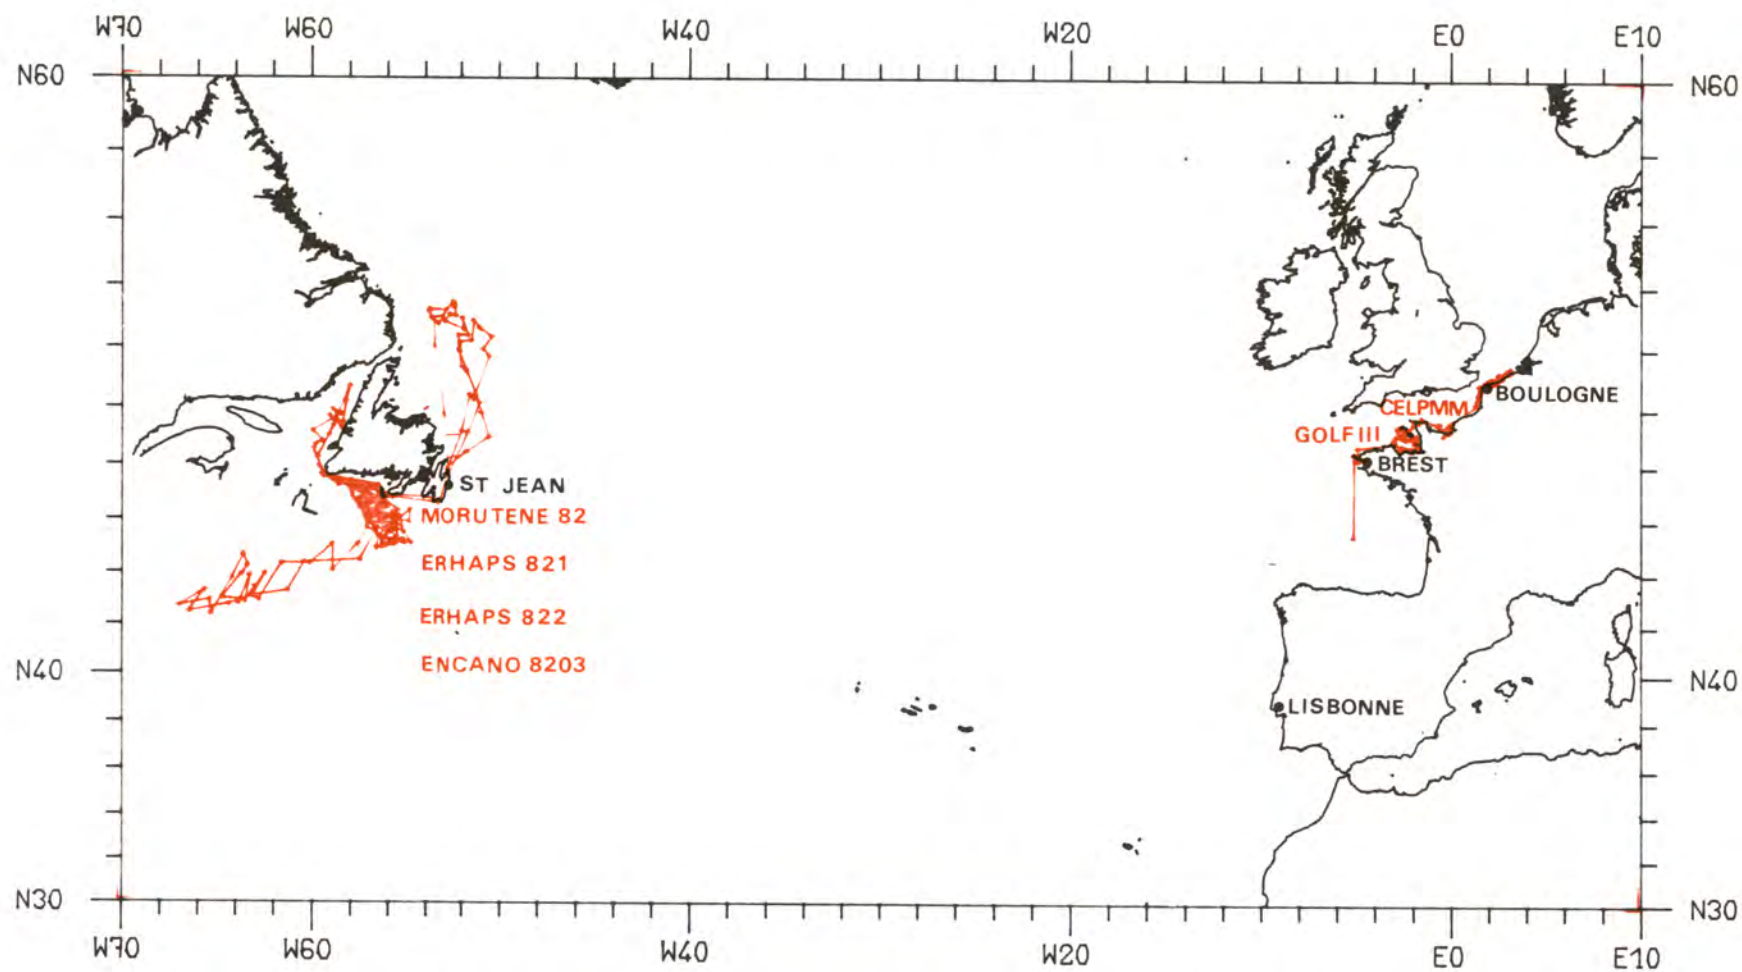 W70 W60 W40 W20 E0 E10
N60 N60
BOULOGNE
CELPMM
GOLF III
BREST
ST JEAN
MORUTENE 82
ERHAPS 821
ERHAPS 822
ENCANO 8203
N40 N40
LISBONNE
N30 N30
W70 W60 W40 W20 E0 E10